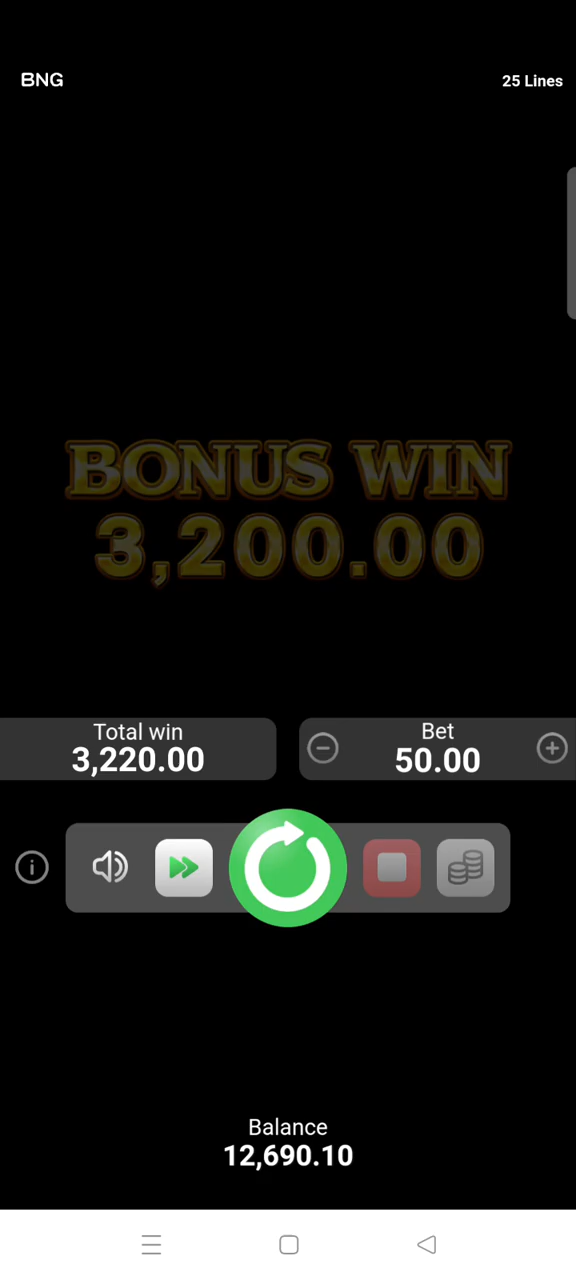 BNG
25 Lines
BONUS WIN
3,200.00
Total win
3,220.00
Bet
50.00
Balance
12,690.10